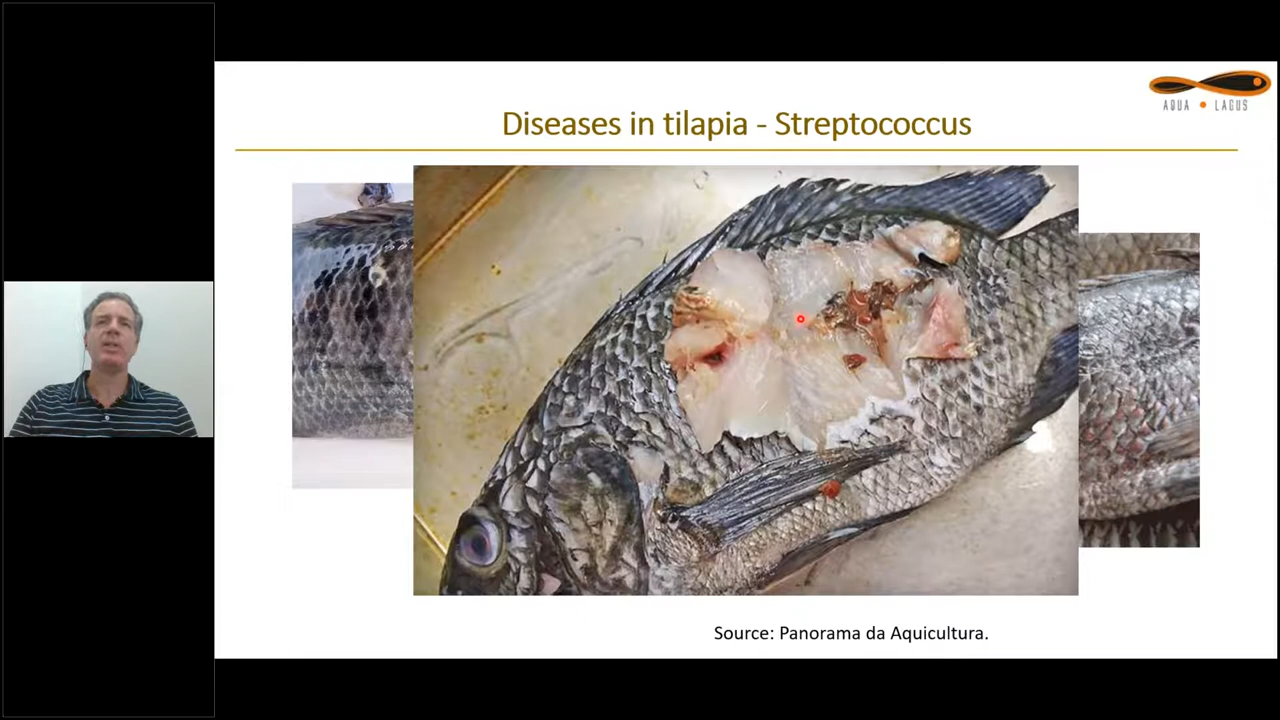 AQUA LAGUS
Diseases in tilapia - Streptococcus
Source: Panorama da Aquicultura.